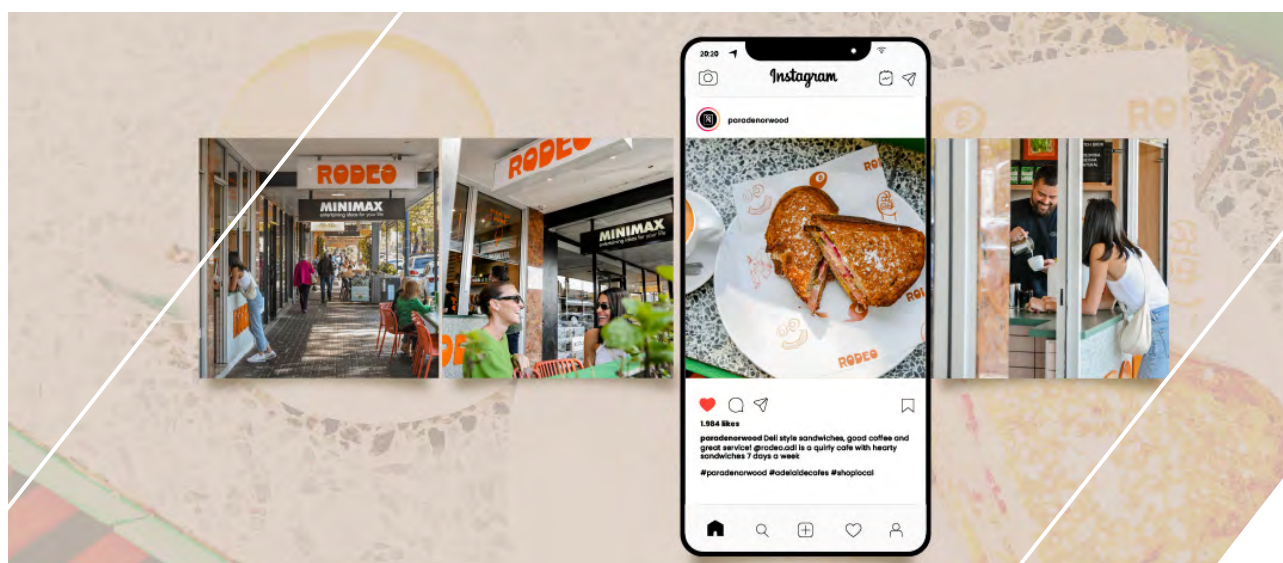 RODEO
MINIMAX
entertaining ideas for your life
RODEO
MINIMAX
entertaining ideas for your life
20:20
Instagram
paradenorwood
RODEO
1.984 likes
paradenorwood Deli style sandwiches, good coffee and
great service! @rodeo.adl is a quirly cafe with hearty
sandwiches 7 days a week
#paradenorwood #adelaidecafes #shoplocal